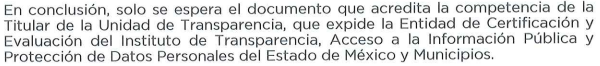 En conclusión, solo se espera el documento que acredita la competencia de la
Titular de la Unidad de Transparencia, que expide la Entidad de Certificación y
Evaluación del Instituto de Transparencia, Acceso a la Información Pública y
Protección de Datos Personales del Estado de México y Municipios.